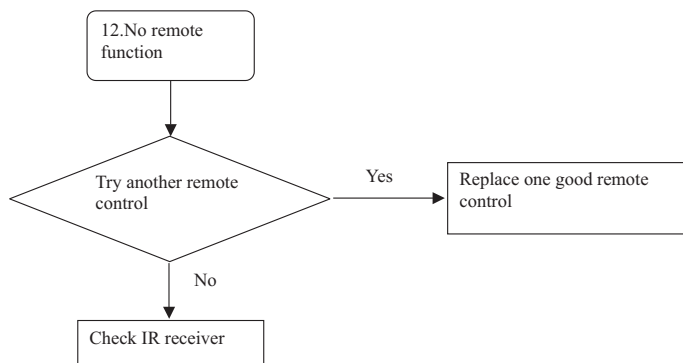 12.No remote
function
Try another remote
control
Yes
Replace one good remote
control
No
Check IR receiver